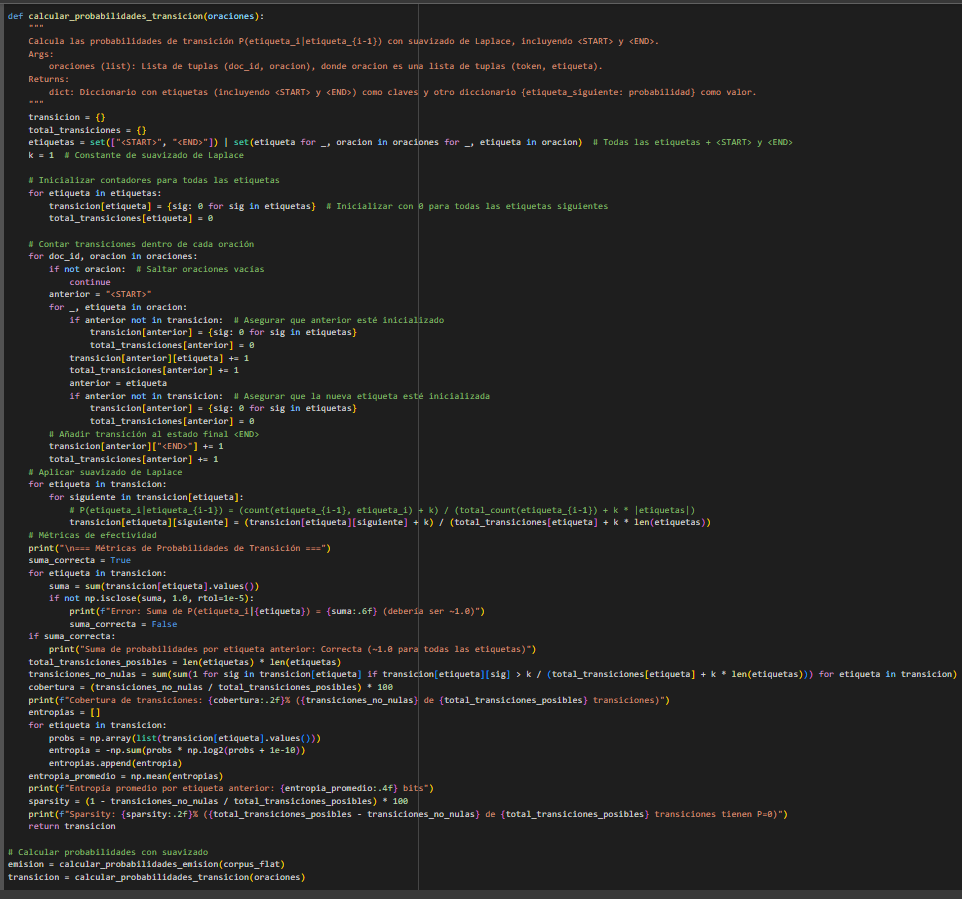 def calcular_probabilidades_transicion(oraciones):
    """
    Calcula las probabilidades de transición P(etiqueta_i|etiqueta_{i-1}) con suavizado de Laplace, incluyendo <START> y <END>.
    Args:
        oraciones (list): Lista de tuplas (doc_id, oracion), donde oracion es una lista de tuplas (token, etiqueta).
    Returns:
        dict: Diccionario con etiquetas (incluyendo <START> y <END>) como claves y otro diccionario {etiqueta_siguiente: probabilidad} como valor.
    """
    transicion = {}
    total_transiciones = {}
    etiquetas = set(["<START>", "<END>"]) | set(etiqueta for _, oracion in oraciones for _, etiqueta in oracion)  # Todas las etiquetas + <START> y <END>
    k = 1  # Constante de suavizado de Laplace

    # Inicializar contadores para todas las etiquetas
    for etiqueta in etiquetas:
        transicion[etiqueta] = {sig: 0 for sig in etiquetas}  # Inicializar con 0 para todas las etiquetas siguientes
        total_transiciones[etiqueta] = 0

    # Contar transiciones dentro de cada oración
    for doc_id, oracion in oraciones:
        if not oracion:  # Saltar oraciones vacías
            continue
        anterior = "<START>"
        for _, etiqueta in oracion:
            if anterior not in transicion:  # Asegurar que anterior esté inicializado
                transicion[anterior] = {sig: 0 for sig in etiquetas}
                total_transiciones[anterior] = 0
            transicion[anterior][etiqueta] += 1
            total_transiciones[anterior] += 1
            anterior = etiqueta
            if anterior not in transicion:  # Asegurar que la nueva etiqueta esté inicializada
                transicion[anterior] = {sig: 0 for sig in etiquetas}
                total_transiciones[anterior] = 0
        # Añadir transición al estado final <END>
        transicion[anterior]["<END>"] += 1
        total_transiciones[anterior] += 1
    # Aplicar suavizado de Laplace
    for etiqueta in transicion:
        for siguiente in transicion[etiqueta]:
            # P(etiqueta_i|etiqueta_{i-1}) = (count(etiqueta_{i-1}, etiqueta_i) + k) / (total_count(etiqueta_{i-1}) + k * |etiquetas|)
            transicion[etiqueta][siguiente] = (transicion[etiqueta][siguiente] + k) / (total_transiciones[etiqueta] + k * len(etiquetas))
    # Métricas de efectividad
    print("\n=== Métricas de Probabilidades de Transición ===")
    suma_correcta = True
    for etiqueta in transicion:
        suma = sum(transicion[etiqueta].values())
        if not np.isclose(suma, 1.0, rtol=1e-5):
            print(f"Error: Suma de P(etiqueta_i|{etiqueta}) = {suma:.6f} (debería ser ~1.0)")
            suma_correcta = False
    if suma_correcta:
        print("Suma de probabilidades por etiqueta anterior: Correcta (~1.0 para todas las etiquetas)")
    total_transiciones_posibles = len(etiquetas) * len(etiquetas)
    transiciones_no_nulas = sum(sum(1 for sig in transicion[etiqueta] if transicion[etiqueta][sig] > k / (total_transiciones[etiqueta] + k * len(etiquetas))) for etiqueta in transicion)
    cobertura = (transiciones_no_nulas / total_transiciones_posibles) * 100
    print(f"Cobertura de transiciones: {cobertura:.2f}% ({transiciones_no_nulas} de {total_transiciones_posibles} transiciones)")
    entropias = []
    for etiqueta in transicion:
        probs = np.array(list(transicion[etiqueta].values()))
        entropia = -np.sum(probs * np.log2(probs + 1e-10))
        entropias.append(entropia)
    entropia_promedio = np.mean(entropias)
    print(f"Entropía promedio por etiqueta anterior: {entropia_promedio:.4f} bits")
    sparsity = (1 - transiciones_no_nulas / total_transiciones_posibles) * 100
    print(f"Sparsity: {sparsity:.2f}% ({total_transiciones_posibles - transiciones_no_nulas} de {total_transiciones_posibles} transiciones tienen P=0)")
    return transicion

# Calcular probabilidades con suavizado
emision = calcular_probabilidades_emision(corpus_flat)
transicion = calcular_probabilidades_transicion(oraciones)